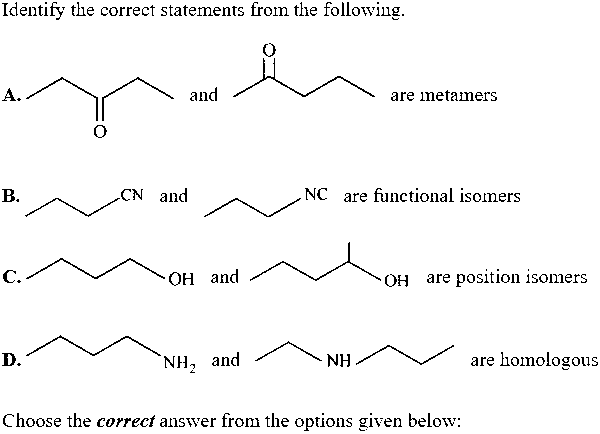 Identify the correct statements from the following.
O
A. and are metamers
O
B. CN and NC are functional isomers
C. OH and OH are position isomers
D. NH2 and NH are homologous
Choose the correct answer from the options given below: